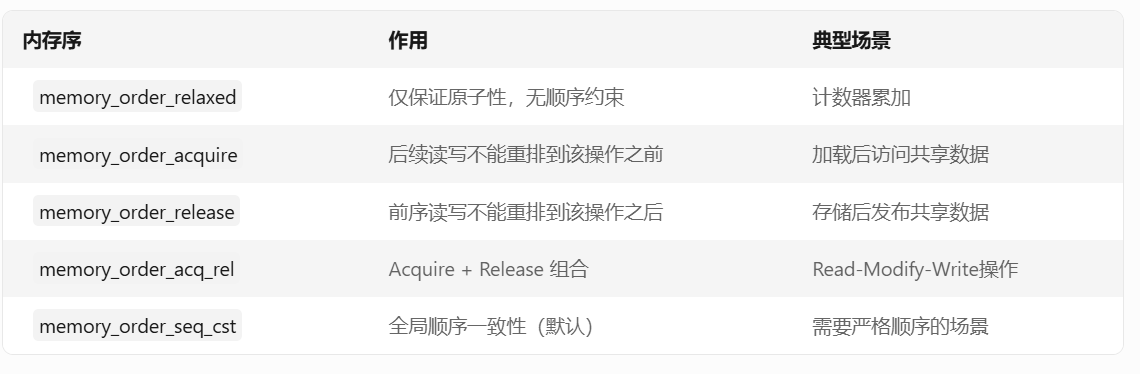 内存序 作用 典型场景
memory_order_relaxed 仅保证原子性，无顺序约束 计数器累加
memory_order_acquire 后续读写不能重排到该操作之前 加载后访问共享数据
memory_order_release 前序读写不能重排到该操作之后 存储后发布共享数据
memory_order_acq_rel Acquire + Release 组合 Read-Modify-Write操作
memory_order_seq_cst 全局顺序一致性（默认） 需要严格顺序的场景